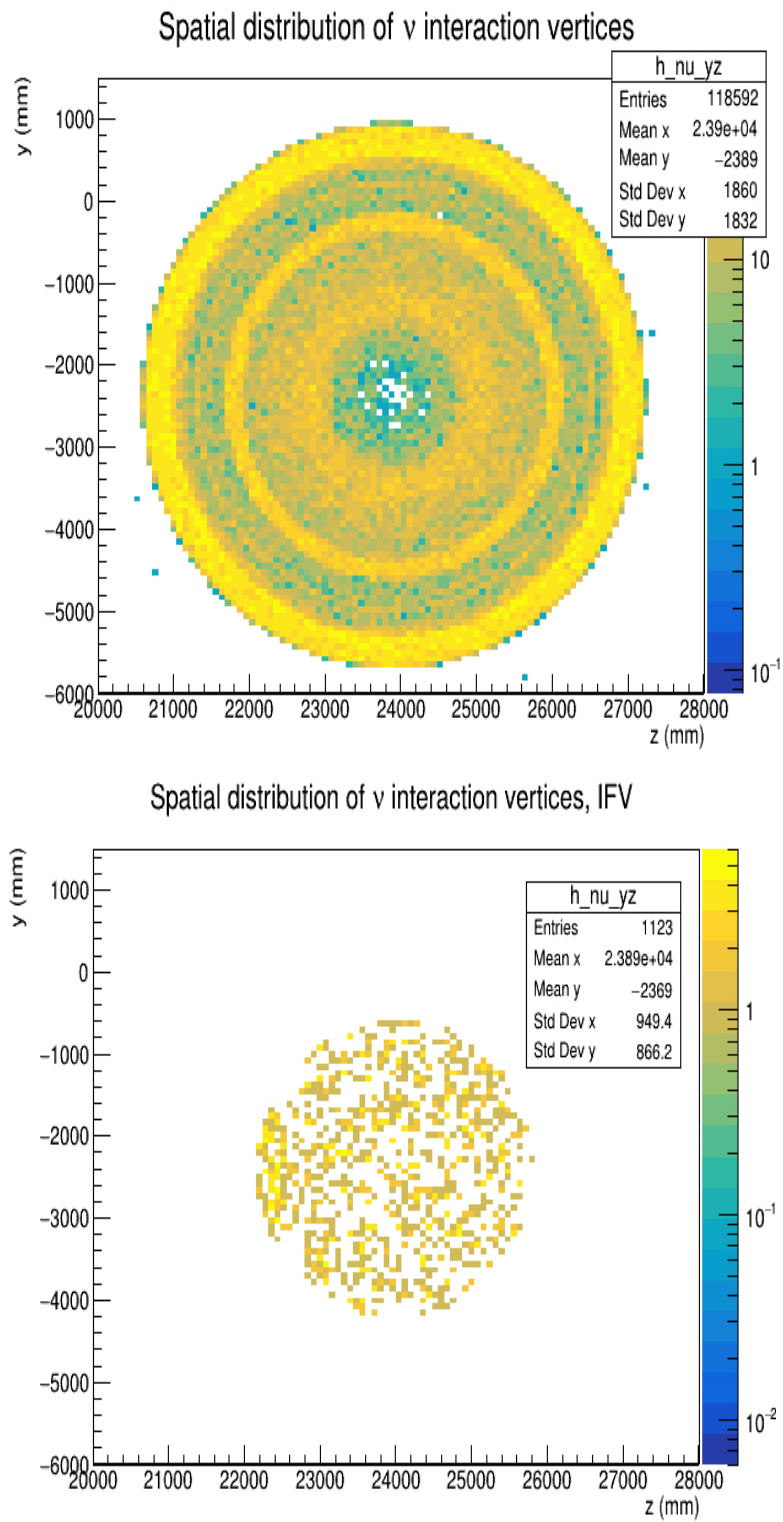 Spatial distribution of ν interaction vertices
h_nu_yz
Entries 118592
Mean x 2.39e+04
Mean y −2389
Std Dev x 1860
Std Dev y 1832
y (mm)
1000
0
−1000
−2000
−3000
−4000
−5000
−6000
20000 21000 22000 23000 24000 25000 26000 27000 28000
z (mm)
10
1
10⁻¹
Spatial distribution of ν interaction vertices, IFV
h_nu_yz
Entries 1123
Mean x 2.389e+04
Mean y −2369
Std Dev x 949.4
Std Dev y 866.2
y (mm)
1000
0
−1000
−2000
−3000
−4000
−5000
−6000
20000 21000 22000 23000 24000 25000 26000 27000 28000
z (mm)
1
10⁻¹
10⁻²